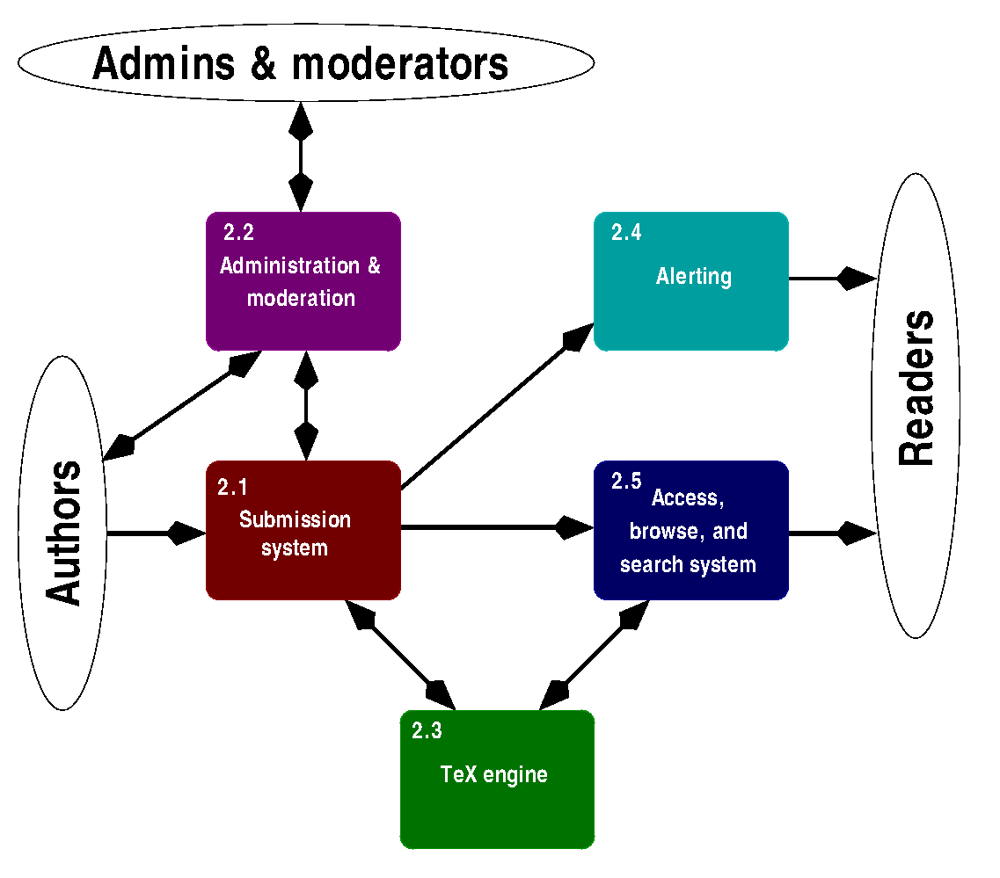 Admins & moderators
2.2
Administration &
moderation
2.4
Alerting
Readers
Authors
2.1
Submission
system
2.5
Access,
browse, and
search system
2.3
TeX engine